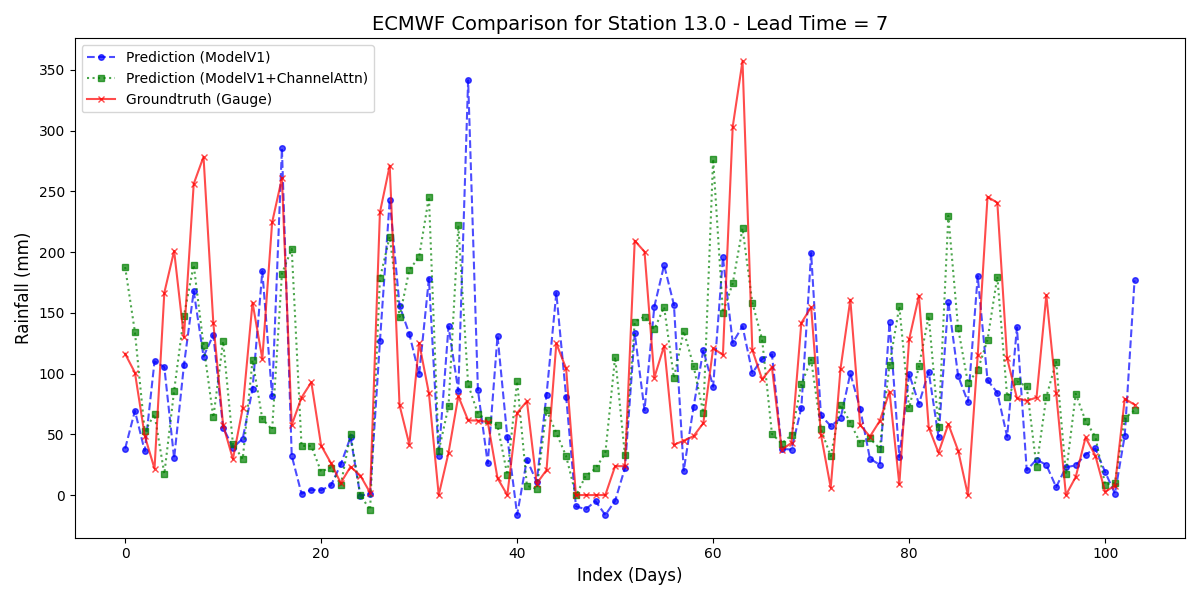 ECMWF Comparison for Station 13.0 - Lead Time = 7
Prediction (ModelV1)
Prediction (ModelV1+ChannelAttn)
Groundtruth (Gauge)
Rainfall (mm)
350
300
250
200
150
100
50
0
0
20
40
60
80
100
Index (Days)